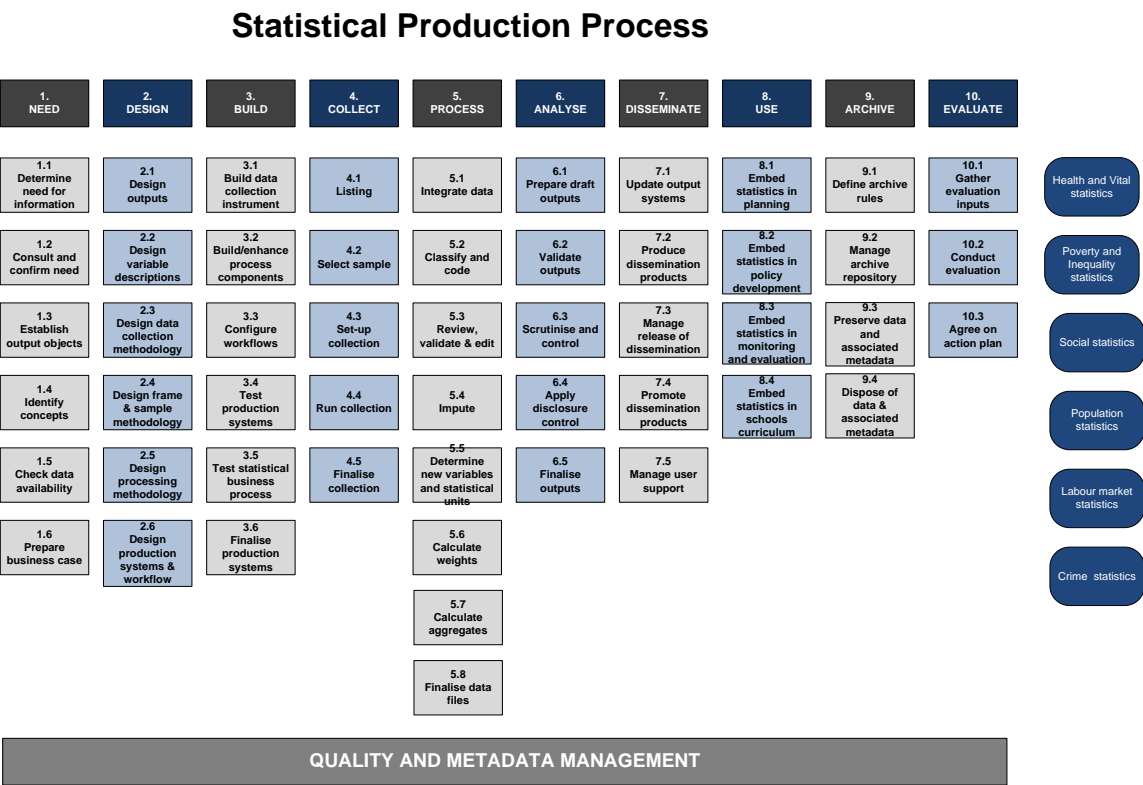 Statistical Production Process
1.
NEED
2.
DESIGN
3.
BUILD
4.
COLLECT
5.
PROCESS
6.
ANALYSE
7.
DISSEMINATE
8.
USE
9.
ARCHIVE
10.
EVALUATE
1.1
Determine
need for
information
1.2
Consult and
confirm need
1.3
Establish
output objects
1.4
Identify
concepts
1.5
Check data
availability
1.6
Prepare
business case
2.1
Design
outputs
2.2
Design
variable
descriptions
2.3
Design data
collection
methodology
2.4
Design frame
& sample
methodology
2.5
Design
processing
methodology
2.6
Design
production
systems &
workflow
3.1
Build data
collection
instrument
3.2
Build/enhance
process
components
3.3
Configure
workflows
3.4
Test
production
systems
3.5
Test statistical
business
process
3.6
Finalise
production
systems
4.1
Listing
4.2
Select sample
4.3
Set-up
collection
4.4
Run collection
4.5
Finalise
collection
5.1
Integrate data
5.2
Classify and
code
5.3
Review,
validate & edit
5.4
Impute
5.5
Determine
new variables
and statistical
units
5.6
Calculate
weights
5.7
Calculate
aggregates
5.8
Finalise data
files
6.1
Prepare draft
outputs
6.2
Validate
outputs
6.3
Scrutinise and
control
6.4
Apply
disclosure
control
6.5
Finalise
outputs
7.1
Update output
systems
7.2
Produce
dissemination
products
7.3
Manage
release of
dissemination
7.4
Promote
dissemination
products
7.5
Manage user
support
8.1
Embed
statistics in
planning
8.2
Embed
statistics in
policy
development
8.3
Embed
statistics in
monitoring
and evaluation
8.4
Embed
statistics in
schools
curriculum
9.1
Define archive
rules
9.2
Manage
archive
repository
9.3
Preserve data
and
associated
metadata
9.4
Dispose of
data &
associated
metadata
10.1
Gather
evaluation
inputs
10.2
Conduct
evaluation
10.3
Agree on
action plan
Health and Vital
statistics
Poverty and
Inequality
statistics
Social statistics
Population
statistics
Labour market
statistics
Crime statistics
QUALITY AND METADATA MANAGEMENT